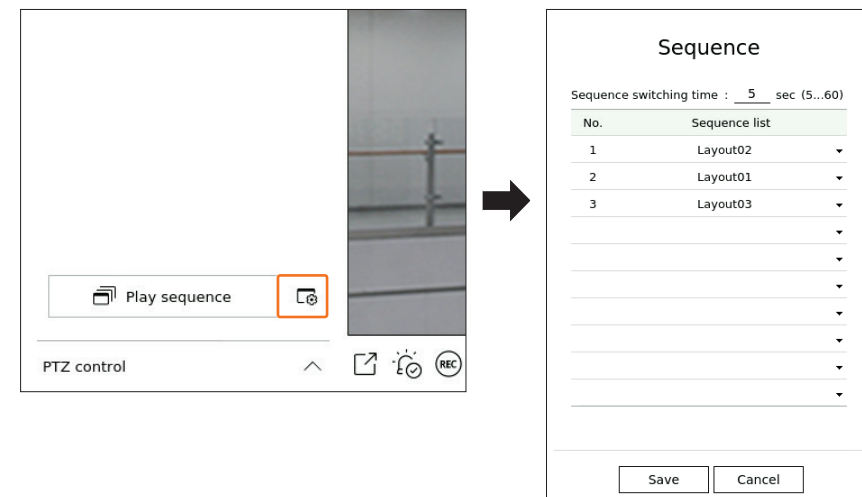 Play sequence
PTZ control
REC
Sequence
Sequence switching time : 5 sec (5...60)
No. Sequence list
1 Layout02
2 Layout01
3 Layout03
Save Cancel